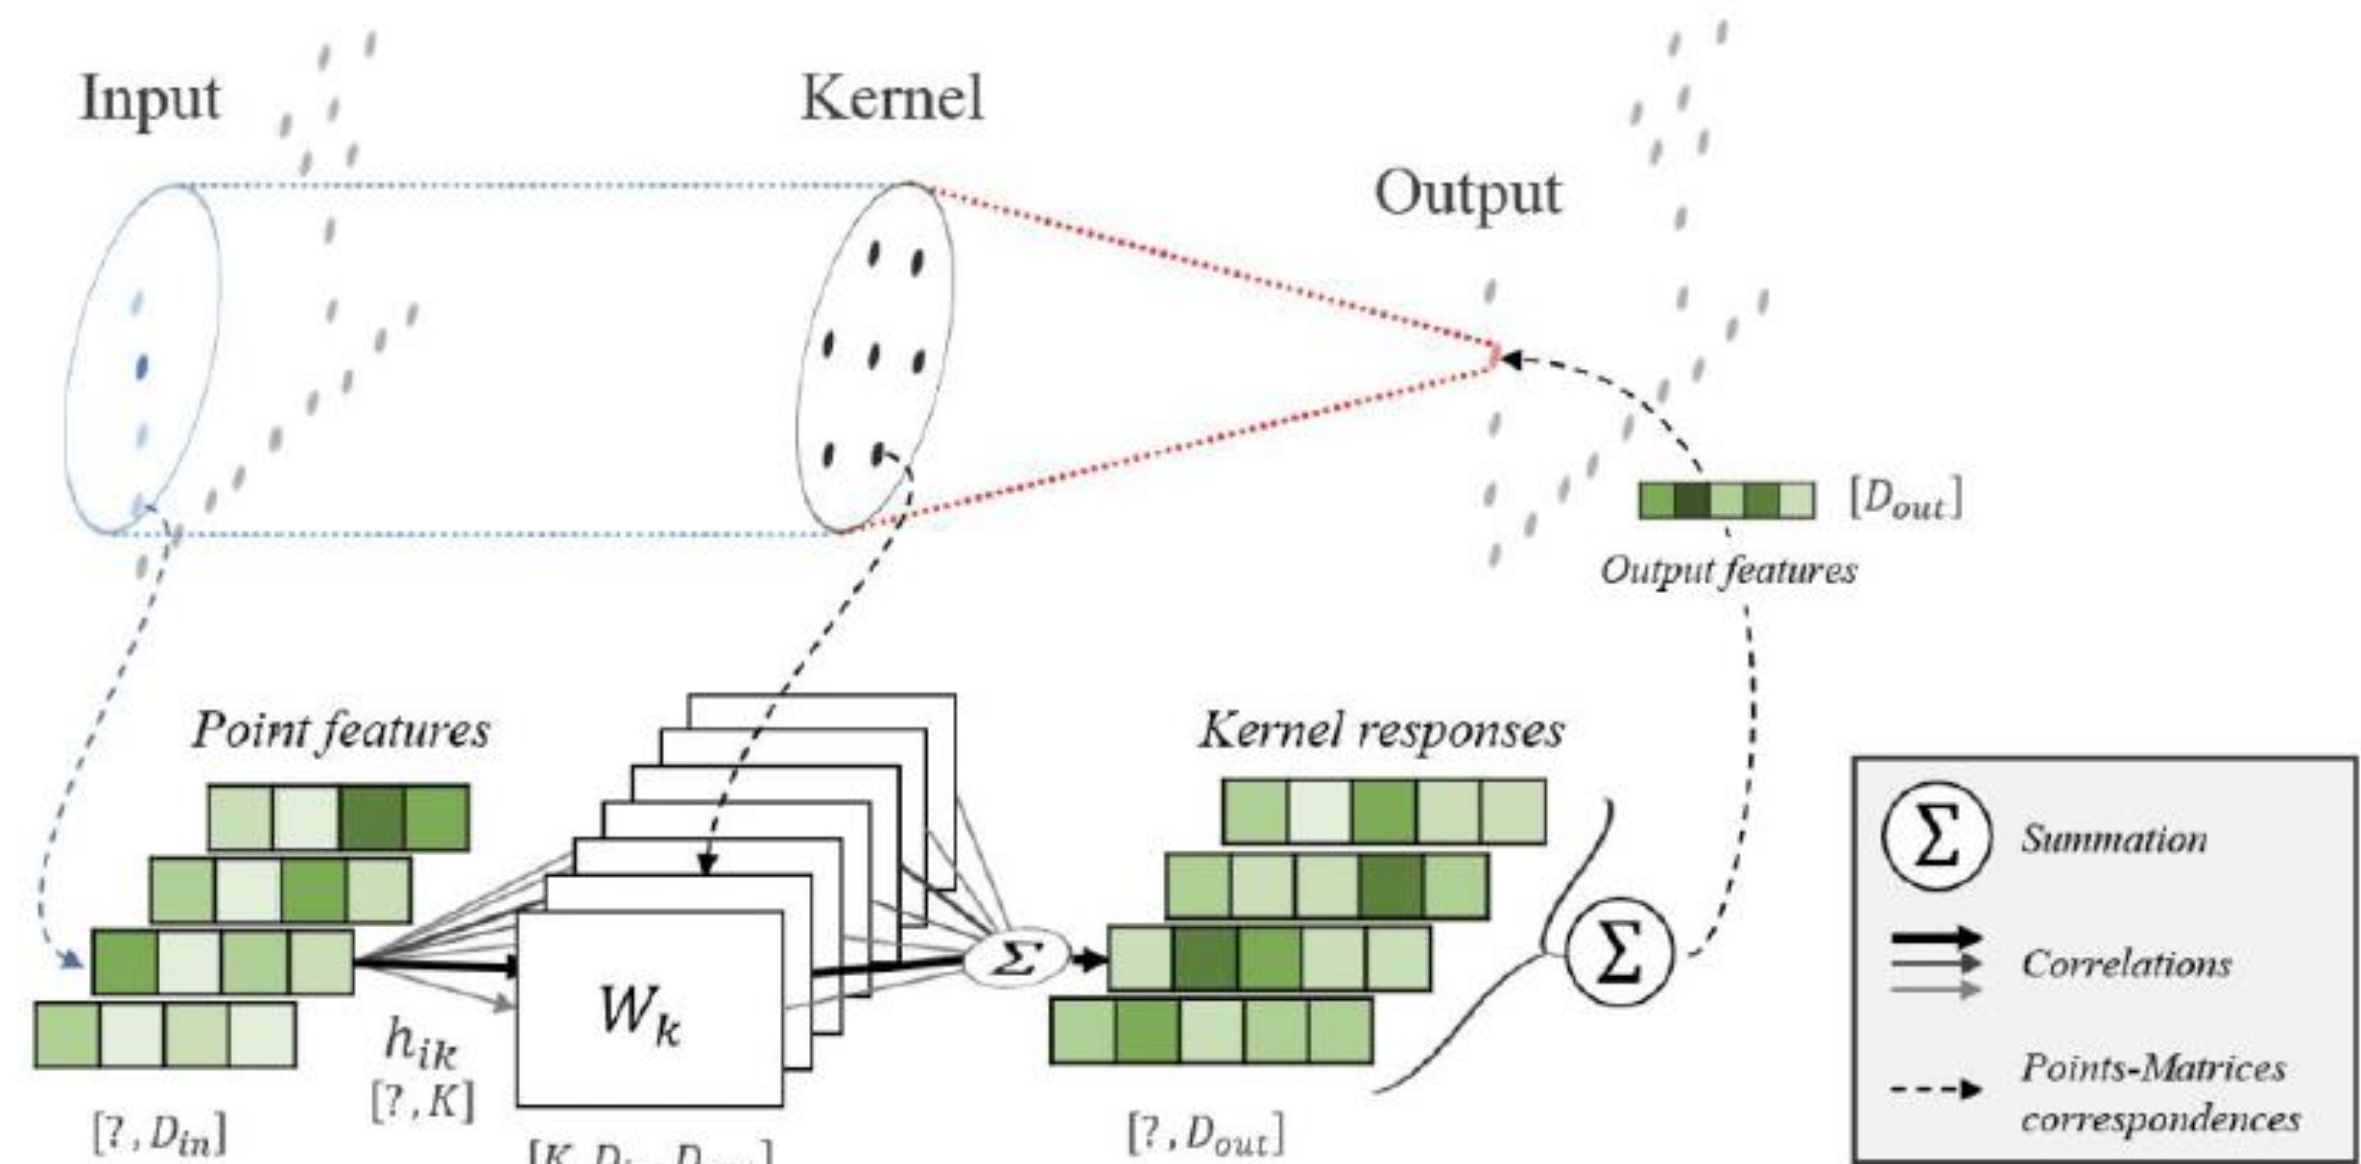 Input
Kernel
Output
[D_out]
Output features
Point features
Kernel responses
Σ
Summation
W_k
Σ
Σ
Correlations
h_ik
[?, K]
Points-Matrices
correspondences
[?, D_in]
[?, D_out]